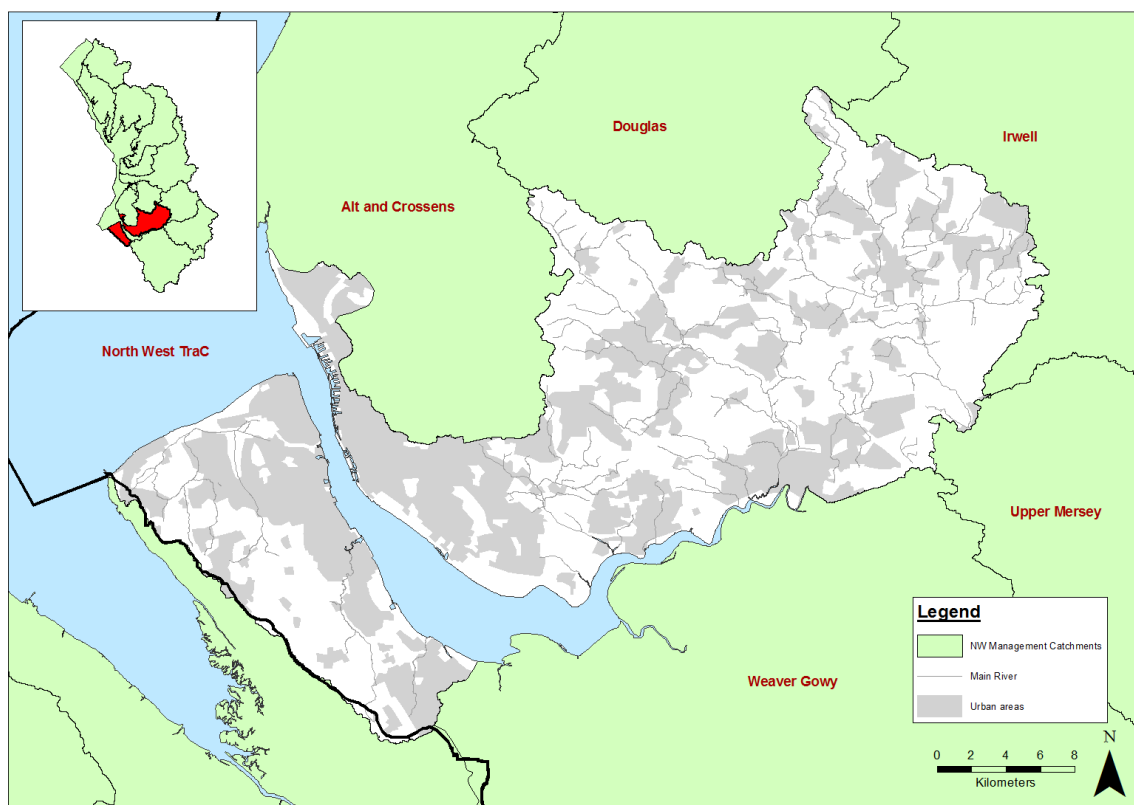 Douglas
Irwell
Alt and Crossens
North West TraC
Upper Mersey
Weaver Gowy
Legend
NW Management Catchments
Main River
Urban areas
N
0 2 4 6 8
Kilometers